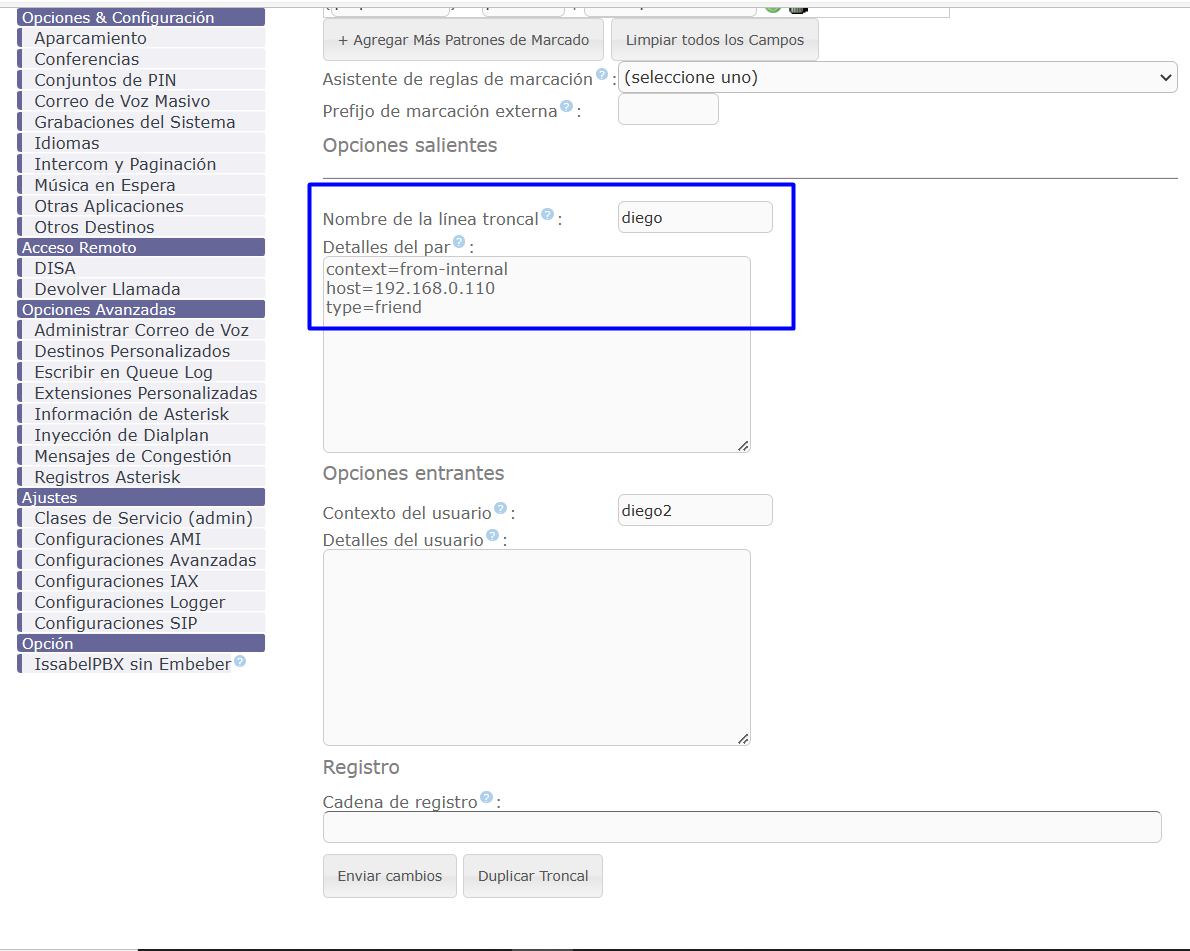 Opciones & Configuración
Aparcamiento
Conferencias
Conjuntos de PIN
Correo de Voz Masivo
Grabaciones del Sistema
Idiomas
Intercom y Paginación
Música en Espera
Otras Aplicaciones
Otros Destinos
Acceso Remoto
DISA
Devolver Llamada
Opciones Avanzadas
Administrar Correo de Voz
Destinos Personalizados
Escribir en Queue Log
Extensiones Personalizadas
Información de Asterisk
Inyección de Dialplan
Mensajes de Congestión
Registros Asterisk
Ajustes
Clases de Servicio (admin)
Configuraciones AMI
Configuraciones Avanzadas
Configuraciones IAX
Configuraciones Logger
Configuraciones SIP
Opción
IssabelPBX sin Embeber ?
+ Agregar Más Patrones de Marcado Limpiar todos los Campos
Asistente de reglas de marcación ? : (seleccione uno)
Prefijo de marcación externa ? :
Opciones salientes
Nombre de la línea troncal ? : diego
Detalles del par ? :
context=from-internal
host=192.168.0.110
type=friend
Opciones entrantes
Contexto del usuario ? : diego2
Detalles del usuario ? :
Registro
Cadena de registro ? :
Enviar cambios Duplicar Troncal